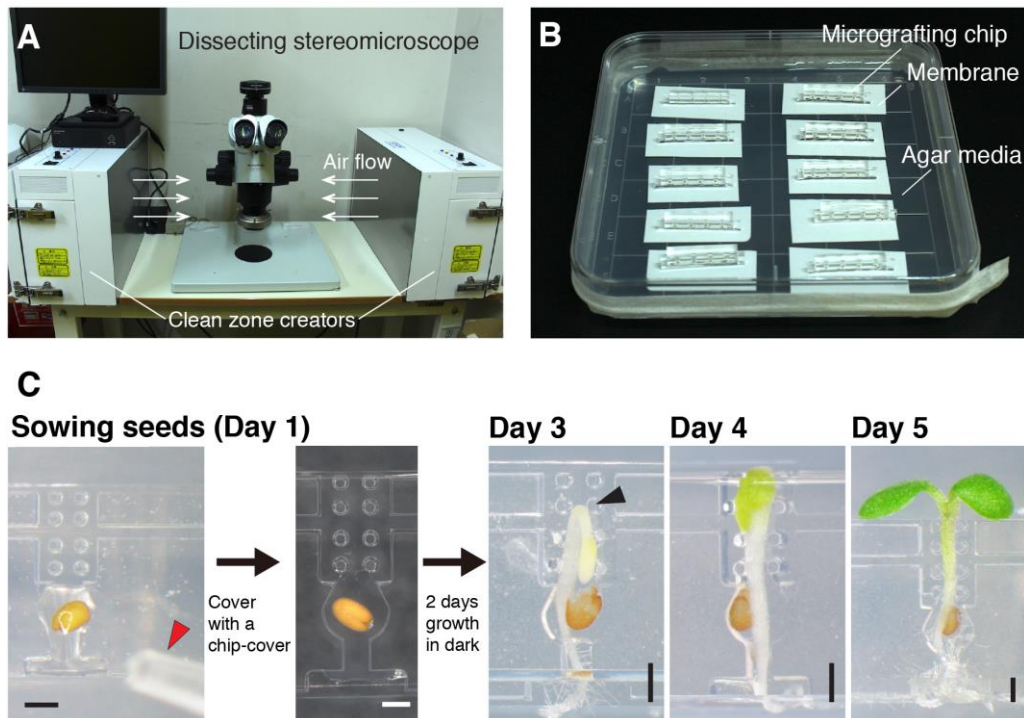 A
Dissecting stereomicroscope
Air flow
Clean zone creators
B
Micrografting chip
Membrane
Agar media
C
Sowing seeds (Day 1)
Cover
with a
chip-cover
2 days
growth
in dark
Day 3
Day 4
Day 5